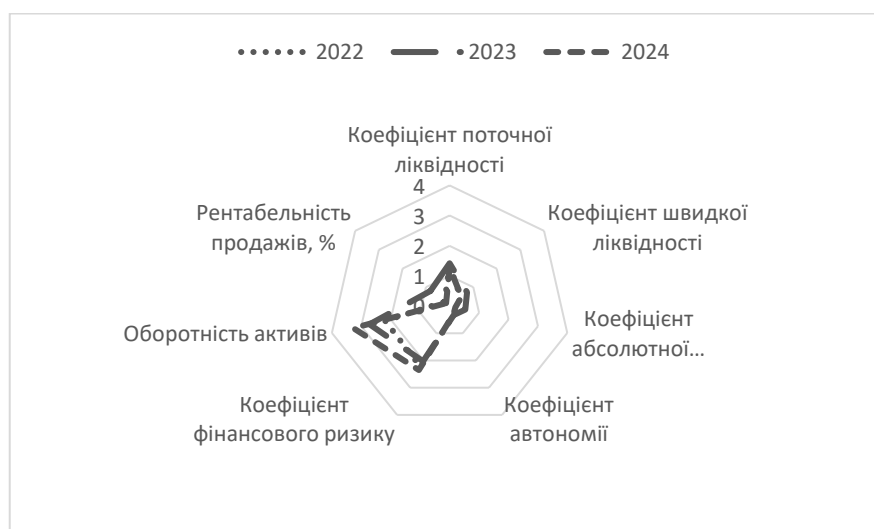 2022 2023 2024
Коефіцієнт поточної
ліквідності
4
3
2
1
0
Коефіцієнт швидкої
ліквідності
Коефіцієнт
абсолютної…
Коефіцієнт
автономії
Коефіцієнт
фінансового ризику
Оборотність активів
Рентабельність
продажів, %